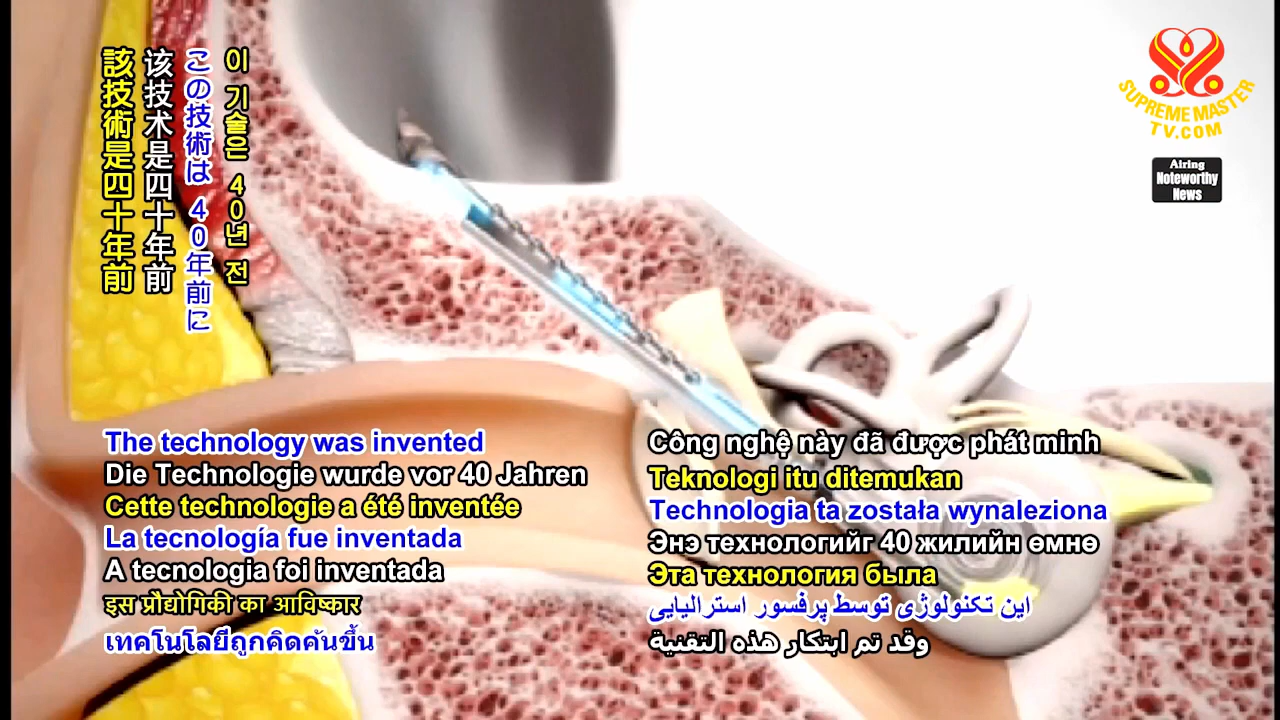 이 기술은 40년 전
この技術は 40年前に
该技术是四十年前
該技術是四十年前
SUPREME MASTER
TV.COM
Airing
Noteworthy
News
The technology was invented
Die Technologie wurde vor 40 Jahren
Cette technologie a été inventée
La tecnología fue inventada
A tecnologia foi inventada
इस प्रौद्योगिकी का आविष्कार
เทคโนโลยีถูกคิดค้นขึ้น
Công nghệ này đã được phát minh
Teknologi itu ditemukan
Technologia ta została wynaleziona
Энэ технологийг 40 жилийн өмнө
Эта технология была
این تکنولوژی توسط پرفسور استرالیایی
وقد تم ابتكار هذه التقنية